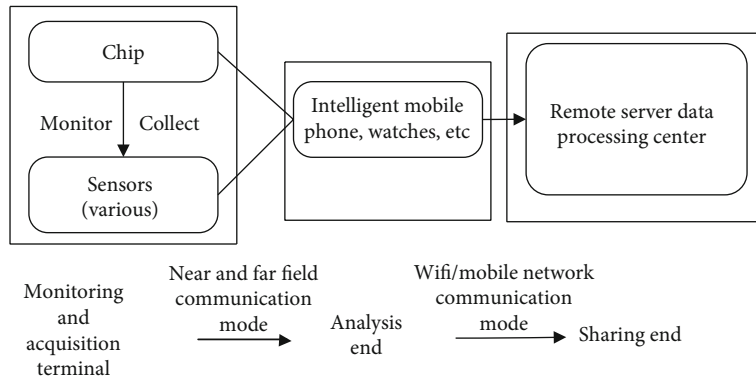 Chip
Monitor
Collect
Sensors
(various)
Intelligent mobile
phone, watches, etc
Remote server data
processing center
Monitoring
and
acquisition
terminal
Near and far field
communication
mode
Analysis
end
Wifi/mobile network
communication
mode
Sharing end